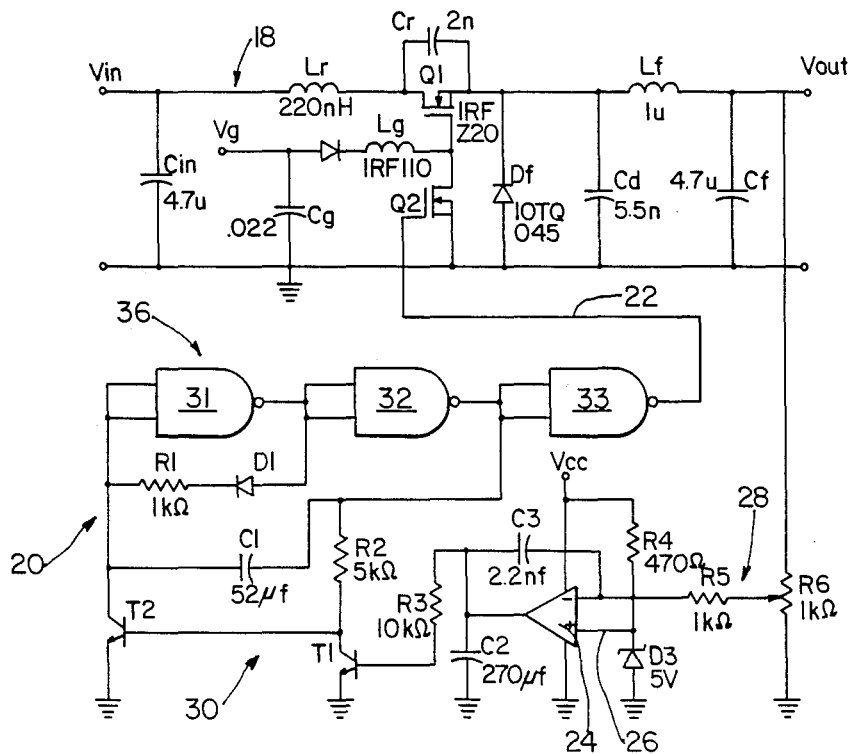 Cr 2n
18
Vin
Lr
Q1
Lf
Vout
220nH
IRF
Z20
1u
Vg
Lg
IRF110
Cin
4.7u
Q2
Df
10TQ
045
Cd
5.5n
4.7u
Cf
Cg
.022
22
36
31
32
33
R1
D1
1kΩ
Vcc
28
20
C1
52µf
R2
5kΩ
C3
2.2nf
R4
470Ω
R5
1kΩ
R6
1kΩ
R3
10kΩ
T2
T1
C2
270µf
D3
5V
30
24
26